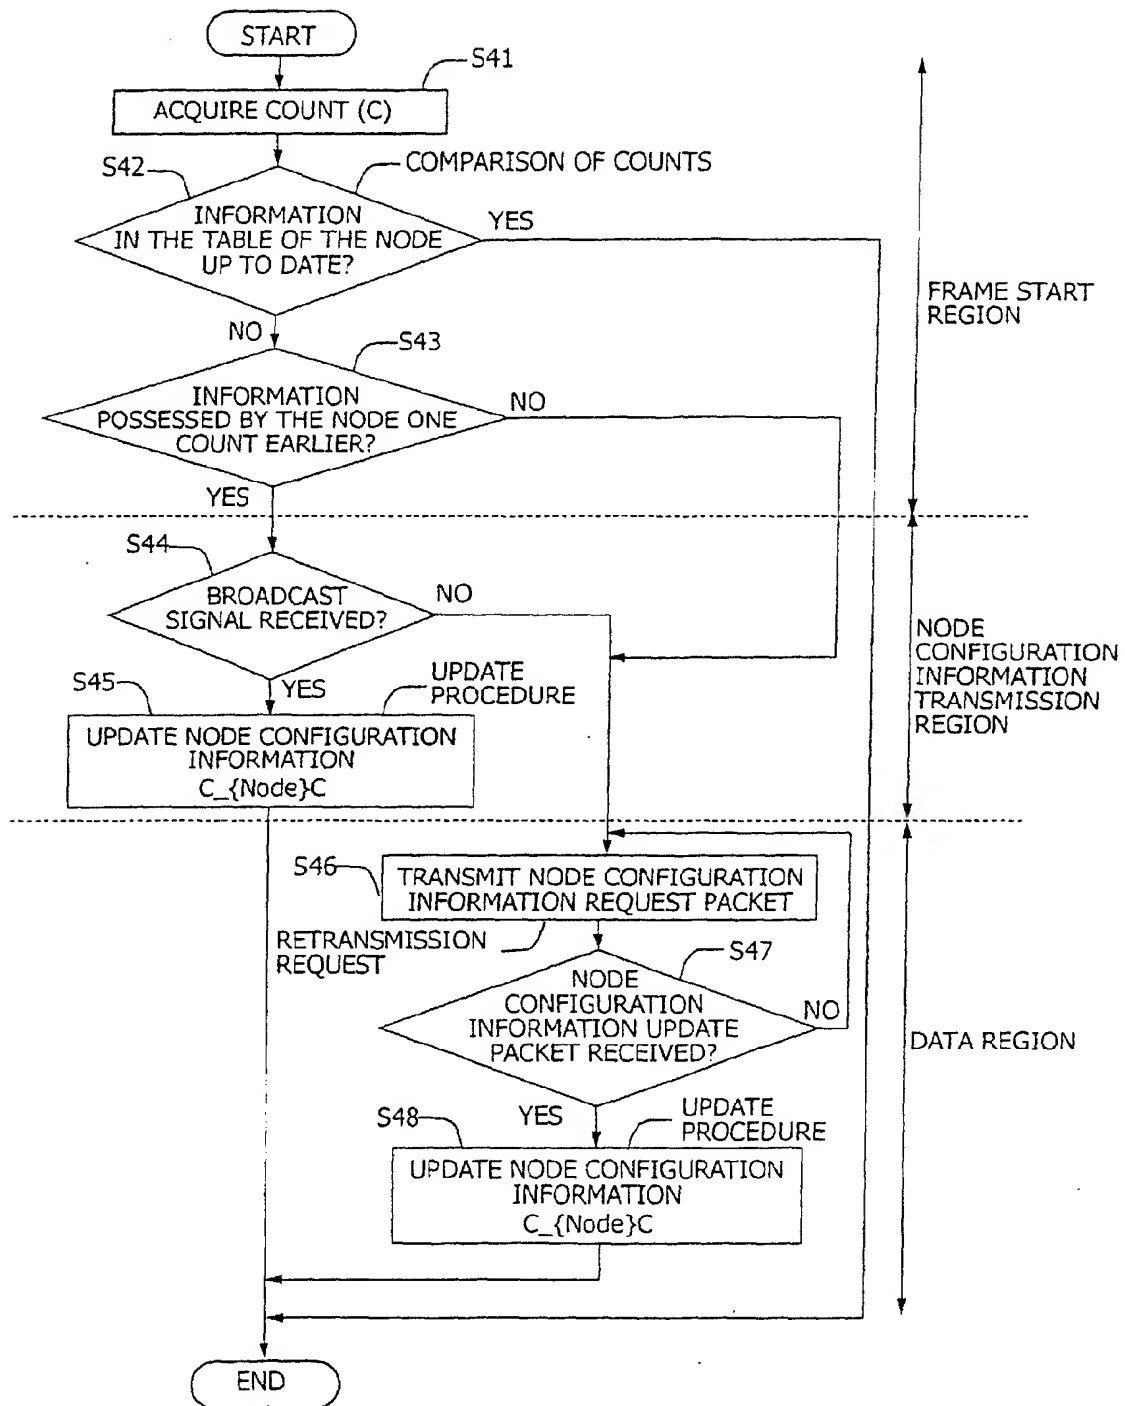 START
S41
ACQUIRE COUNT (C)
S42
COMPARISON OF COUNTS
INFORMATION
IN THE TABLE OF THE NODE
UP TO DATE?
YES
FRAME START
REGION
NO
S43
INFORMATION
POSSESSED BY THE NODE ONE
COUNT EARLIER?
NO
YES
S44
BROADCAST
SIGNAL RECEIVED?
NO
NODE
CONFIGURATION
INFORMATION
TRANSMISSION
REGION
YES
S45
UPDATE
PROCEDURE
UPDATE NODE CONFIGURATION
INFORMATION
C_{Node}C
S46
TRANSMIT NODE CONFIGURATION
INFORMATION REQUEST PACKET
RETRANSMISSION
REQUEST
S47
NODE
CONFIGURATION
INFORMATION UPDATE
PACKET RECEIVED?
NO
DATA REGION
YES
S48
UPDATE
PROCEDURE
UPDATE NODE CONFIGURATION
INFORMATION
C_{Node}C
END